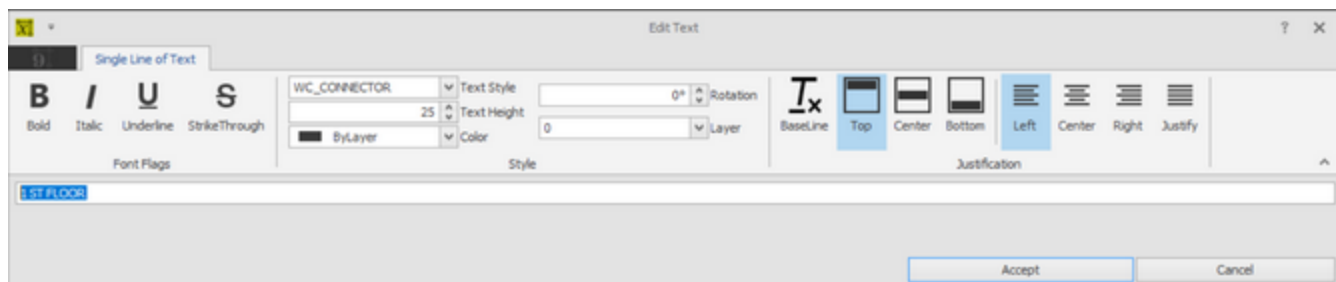 Edit Text
? ×
Single Line of Text
B I U S
Bold Italic Underline StrikeThrough
Font Flags
WC_CONNECTOR Text Style
25 Text Height
ByLayer Color
0° Rotation
0 Layer
Style
BaseLine Top Center Bottom Left Center Right Justify
Justification
1 ST FLOOR
Accept Cancel